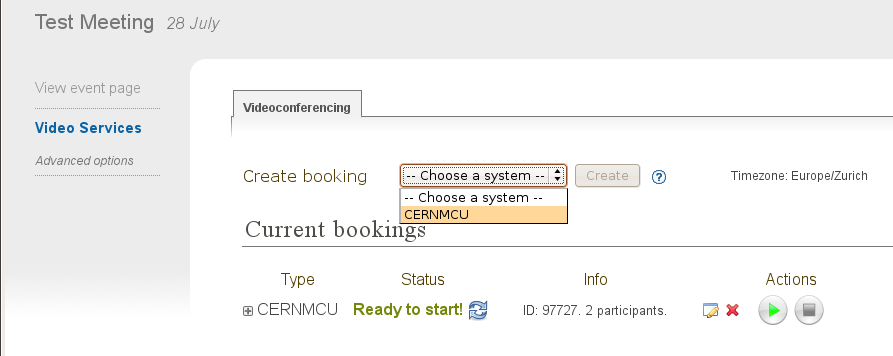 Test Meeting 28 July
View event page
Video Services
Advanced options
Videoconferencing
Create booking -- Choose a system -- Create ? Timezone: Europe/Zurich
-- Choose a system --
CERNMCU
Current bookings
Type Status Info Actions
CERNMCU Ready to start! ID: 97727. 2 participants.